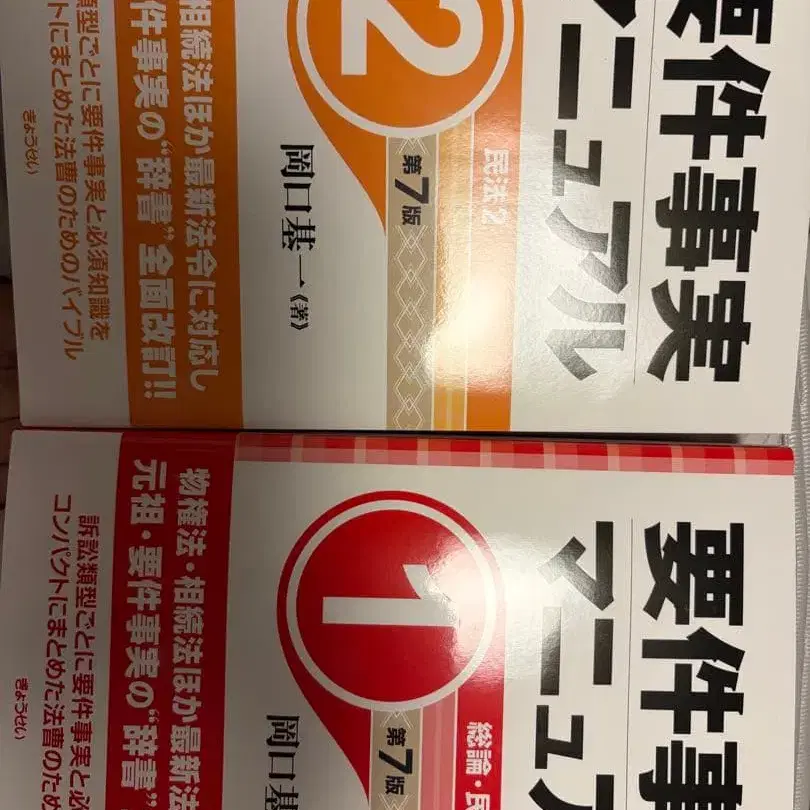 要件事実
マニュアル
2
民法2
第7版
岡口基一《著》
相続法ほか最新法令に対応し
件事実の"辞書"全面改訂!!
類型ごとに要件事実と必須知識を
トにまとめた法曹のためのバイブル
ぎょうせい
要件事
マニュア
1
総論・民
第7版
岡口基
物権法・相続法ほか最新法
元祖・要件事実の"辞書"
訴訟類型ごとに要件事実と必
コンパクトにまとめた法曹のため
ぎょうせい